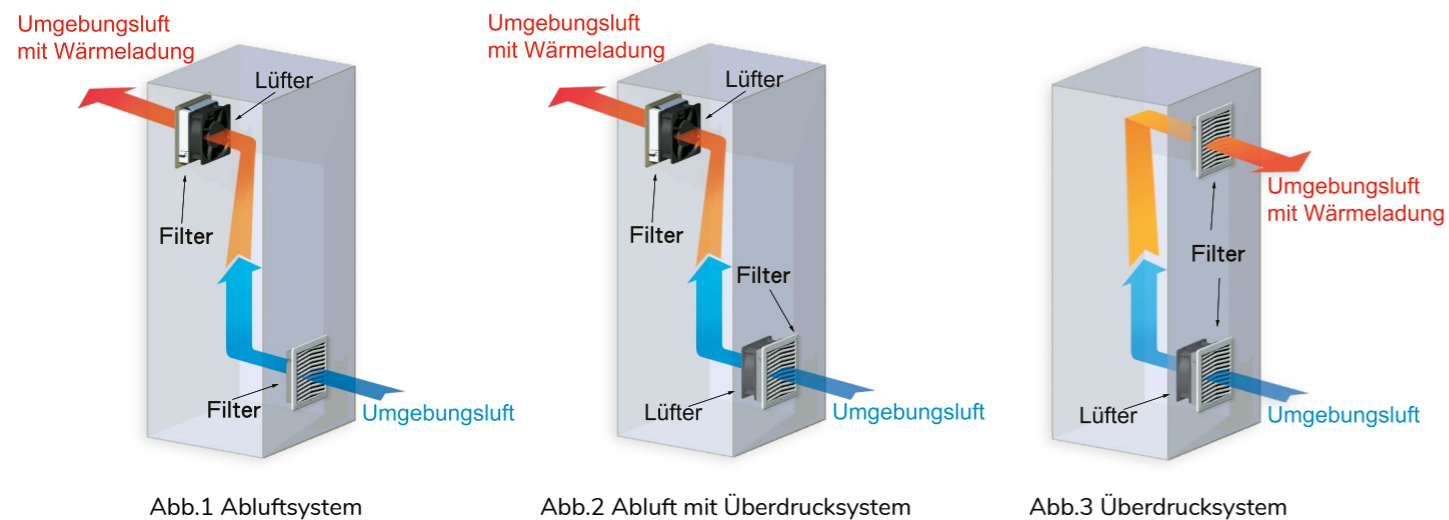 Umgebungsluft
mit Wärmeladung
Lüfter
Filter
Filter
Umgebungsluft
Abb.1 Abluftsystem
Umgebungsluft
mit Wärmeladung
Lüfter
Filter
Filter
Lüfter
Umgebungsluft
Abb.2 Abluft mit Überdrucksystem
Umgebungsluft
mit Wärmeladung
Filter
Lüfter
Umgebungsluft
Abb.3 Überdrucksystem